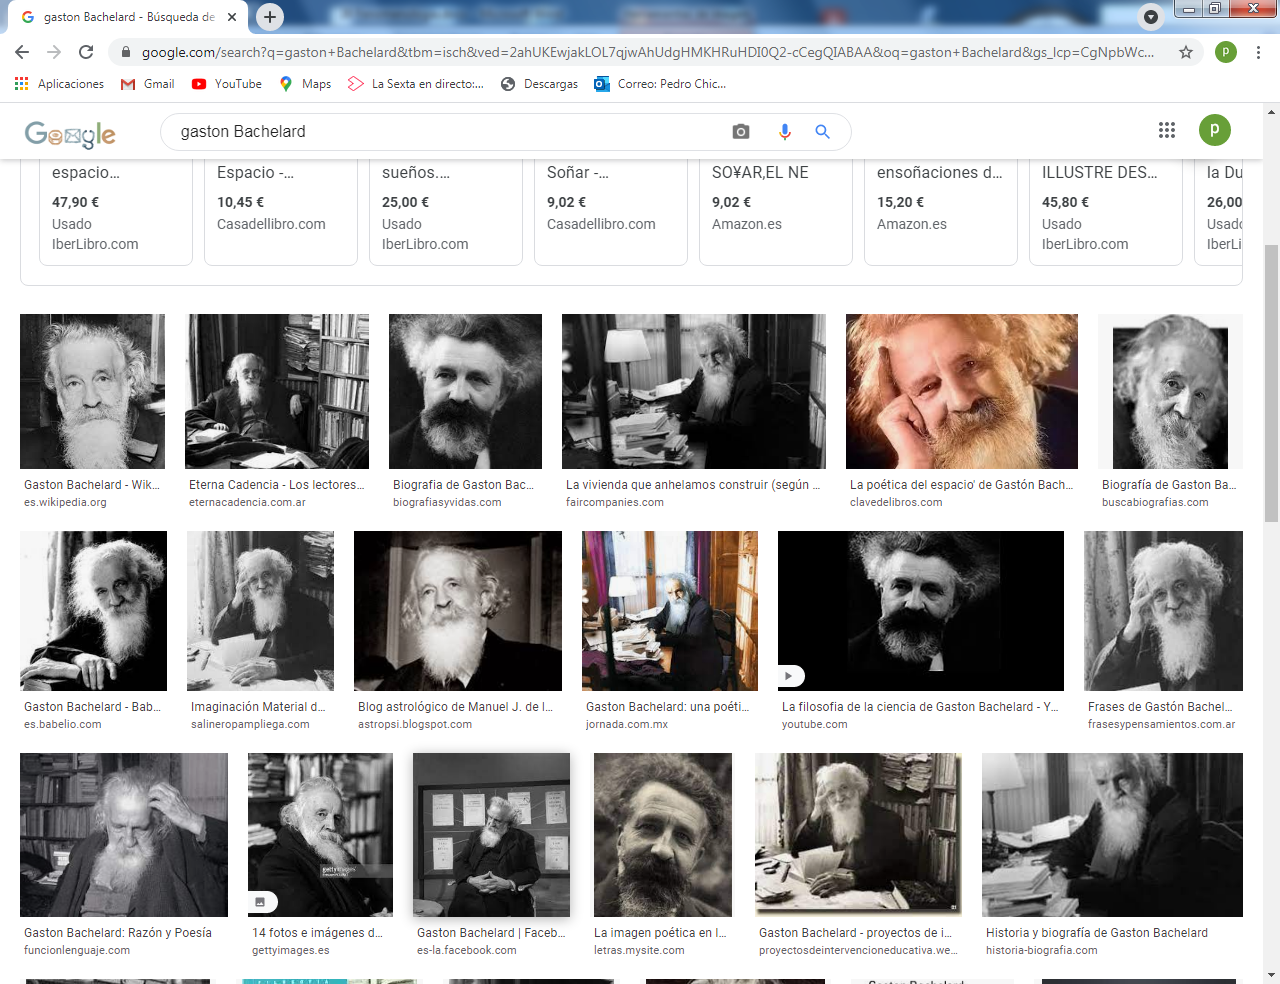 gaston Bachelard - Búsqueda de
google.com/search?q=gaston+Bachelard&tbm=isch&ved=2ahUKEwjakLOL7qjwAhUdgHMKHRuHDI0Q2-cCegQIABAA&oq=gaston+Bachelard&gs_lcp=CgNpbWc...
Aplicaciones Gmail YouTube Maps La Sexta en directo:... Descargas Correo: Pedro Chic...
p
Google gaston Bachelard p
espacio... Espacio -... sueños.... Soñar -... SO¥AR,EL NE ensoñaciones d... ILLUSTRE DES... la Du
47,90 € 10,45 € 25,00 € 9,02 € 9,02 € 15,20 € 45,80 € 26,00
Usado Casadellibro.com Usado Casadellibro.com Amazon.es Amazon.es Usado Usado
IberLibro.com IberLibro.com IberLibro.com IberLi
Gaston Bachelard - Wik... Eterna Cadencia - Los lectores... Biografia de Gaston Bac... La vivienda que anhelamos construir (según ... La poética del espacio' de Gastón Bach... Biografía de Gaston Ba...
es.wikipedia.org eternacadencia.com.ar biografiasyvidas.com faircompanies.com clavedelibros.com buscabiografias.com
Gaston Bachelard - Bab... Imaginación Material d... Blog astrológico de Manuel J. de l... Gaston Bachelard: una poéti... La filosofia de la ciencia de Gaston Bachelard - Y... Frases de Gastón Bachel...
es.babelio.com salineropampliega.com astropsi.blogspot.com jornada.com.mx youtube.com frasesypensamientos.com.ar
gettyimages
Gaston Bachelard: Razón y Poesía 14 fotos e imágenes d... Gaston Bachelard | Faceb... La imagen poética en l... Gaston Bachelard - proyectos de i... Historia y biografía de Gaston Bachelard
funcionlenguaje.com gettyimages.es es-la.facebook.com letras.mysite.com proyectosdeintervencioneducativa.we... historia-biografia.com